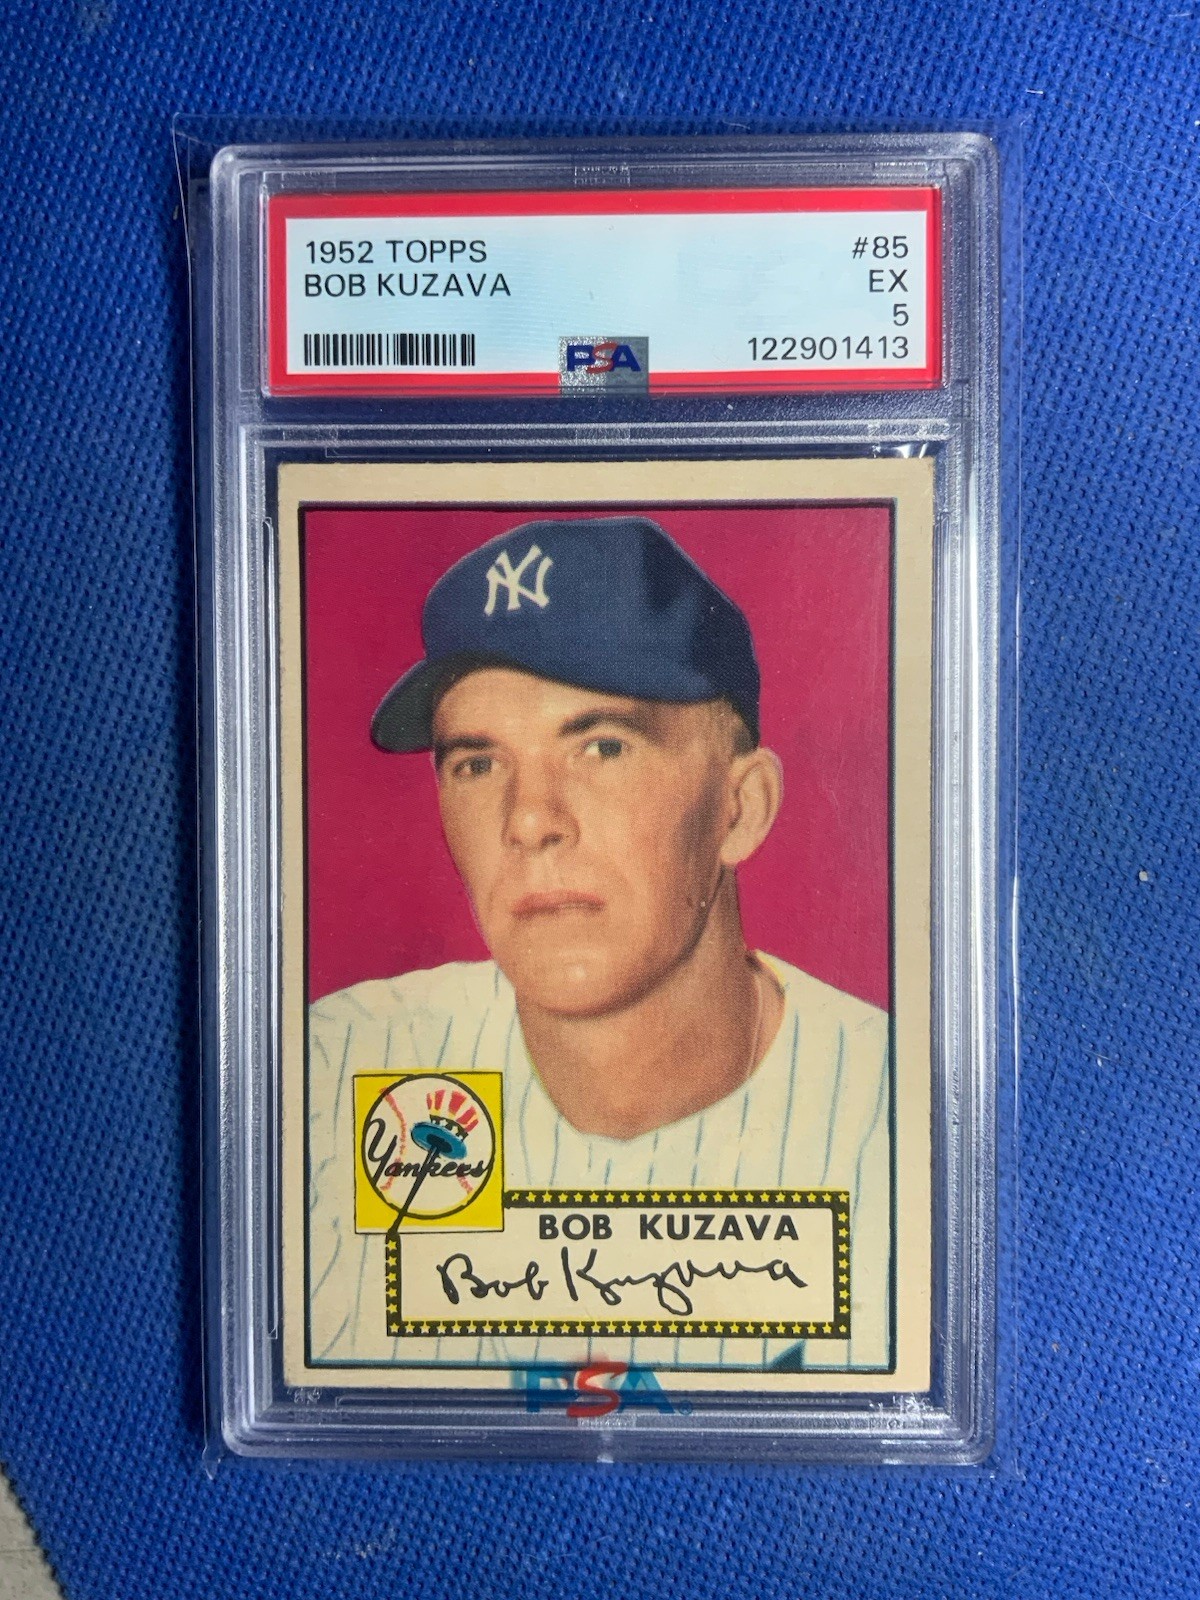 1952 TOPPS #85
BOB KUZAVA EX
5
PSA 122901413
NY
Yankees
BOB KUZAVA
Bob Kuzava
PSA®